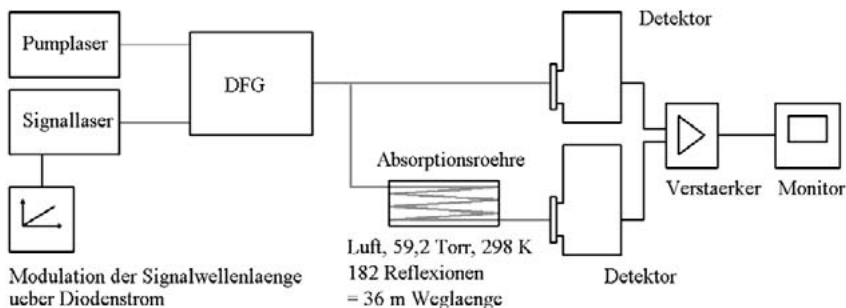 Pumplaser
Detektor
DFG
Signallaser
Absorptionsroehre
Verstaerker
Monitor
Luft, 59,2 Torr, 298 K
182 Reflexionen
= 36 m Weglaenge
Detektor
Modulation der Signalwellenlaenge
ueber Diodenstrom